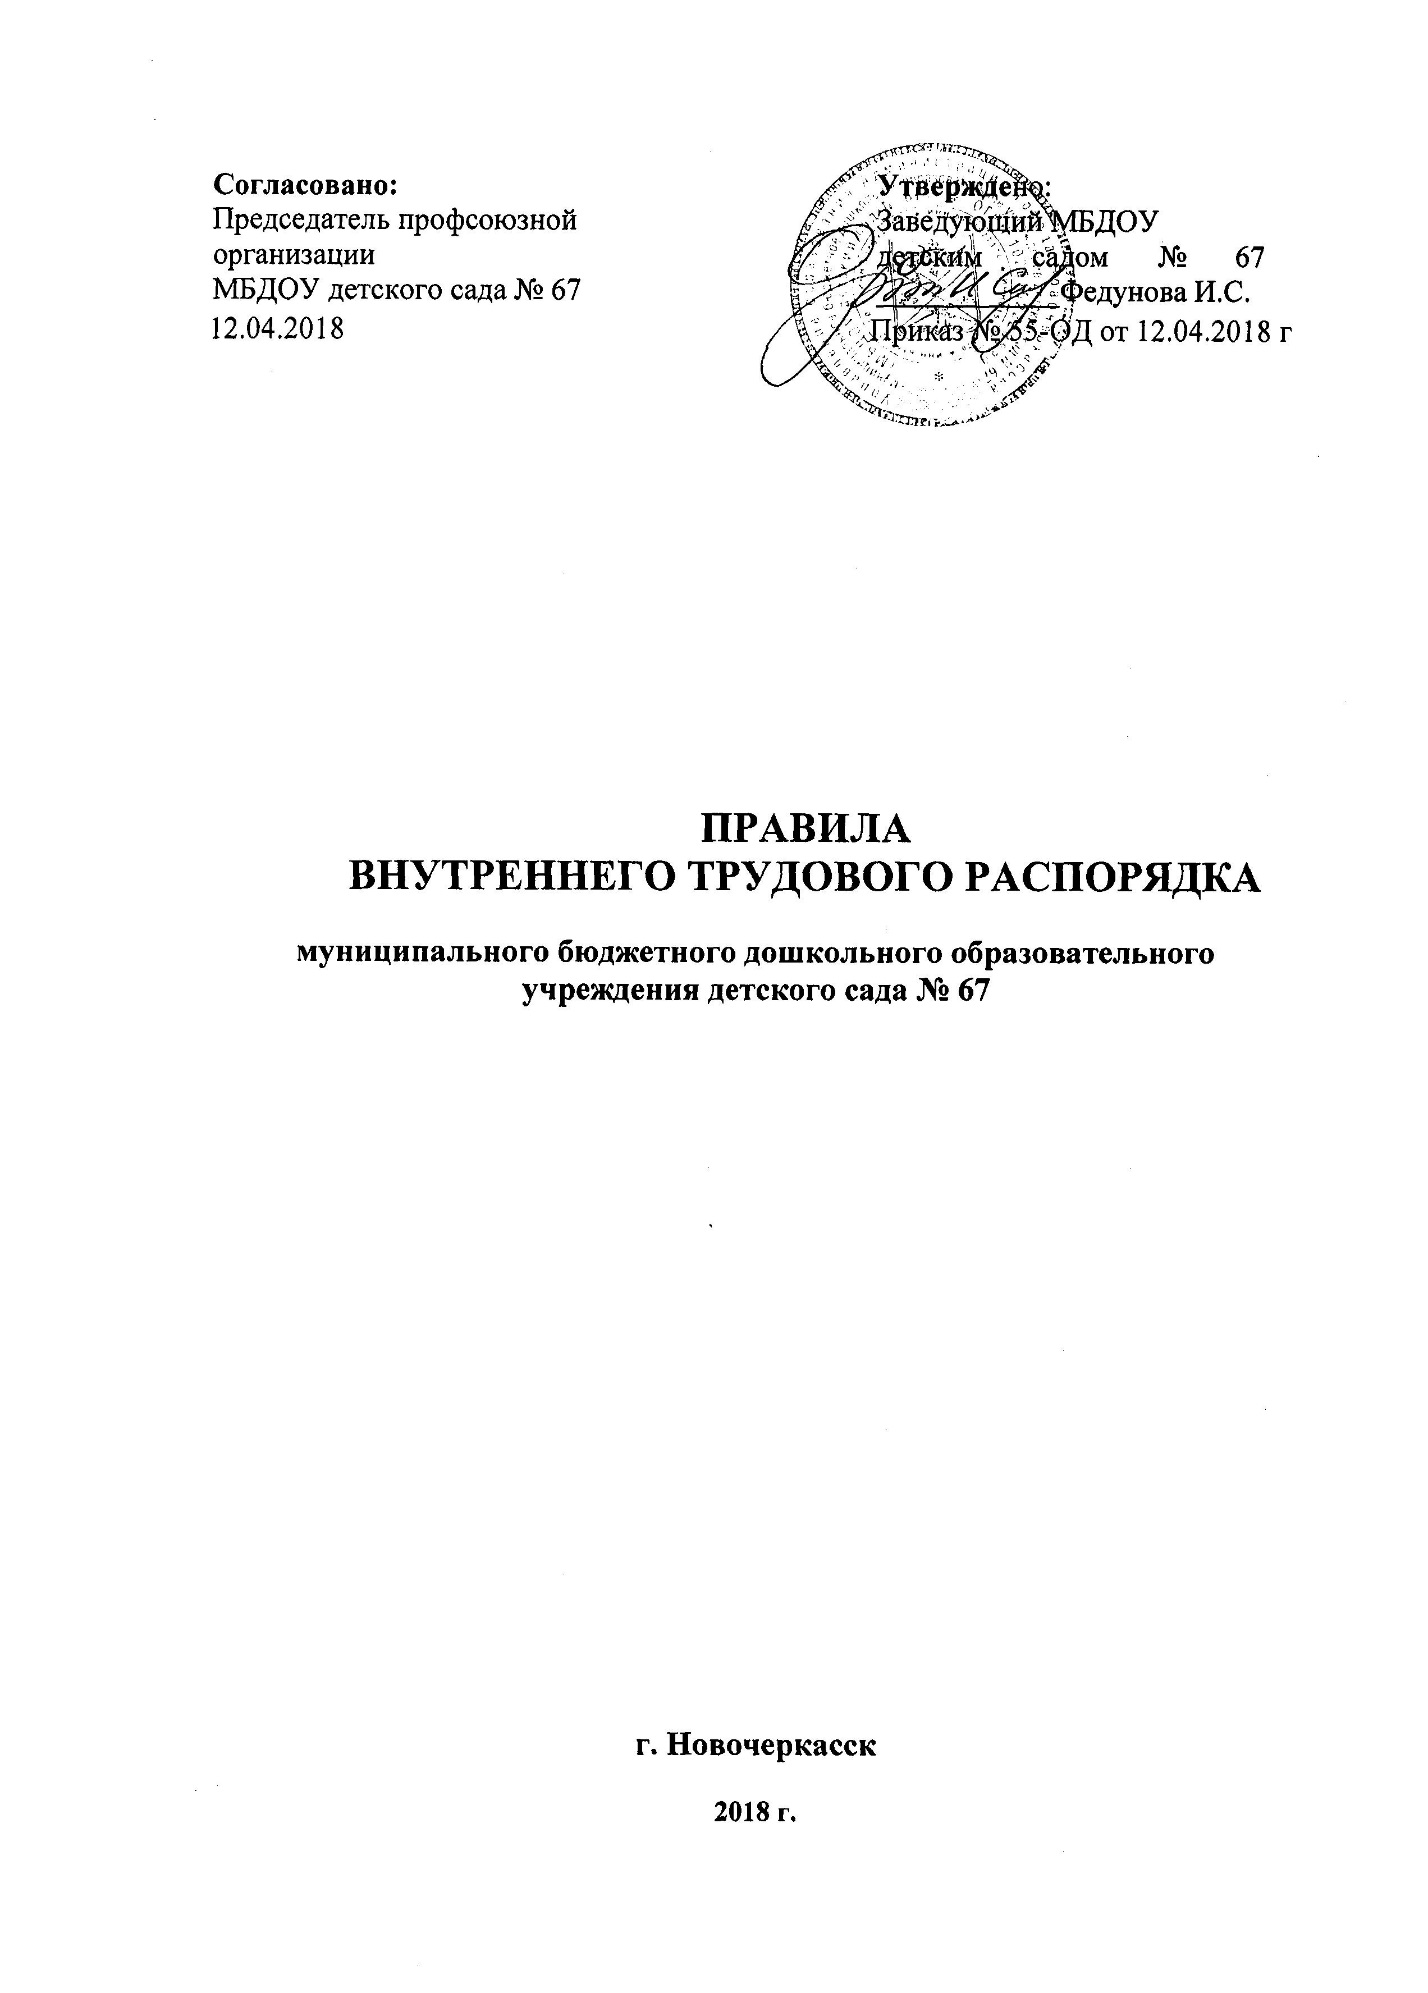 Согласовано:
Председатель профсоюзной
организации
МБДОУ детского сада № 67
12.04.2018
Утверждено:
Заведующий МБДОУ
детским садом № 67
Федунова И.С.
Приказ № 55-ОД от 12.04.2018 г
ПРАВИЛА
ВНУТРЕННЕГО ТРУДОВОГО РАСПОРЯДКА
муниципального бюджетного дошкольного образовательного
учреждения детского сада № 67
г. Новочеркасск
2018 г.